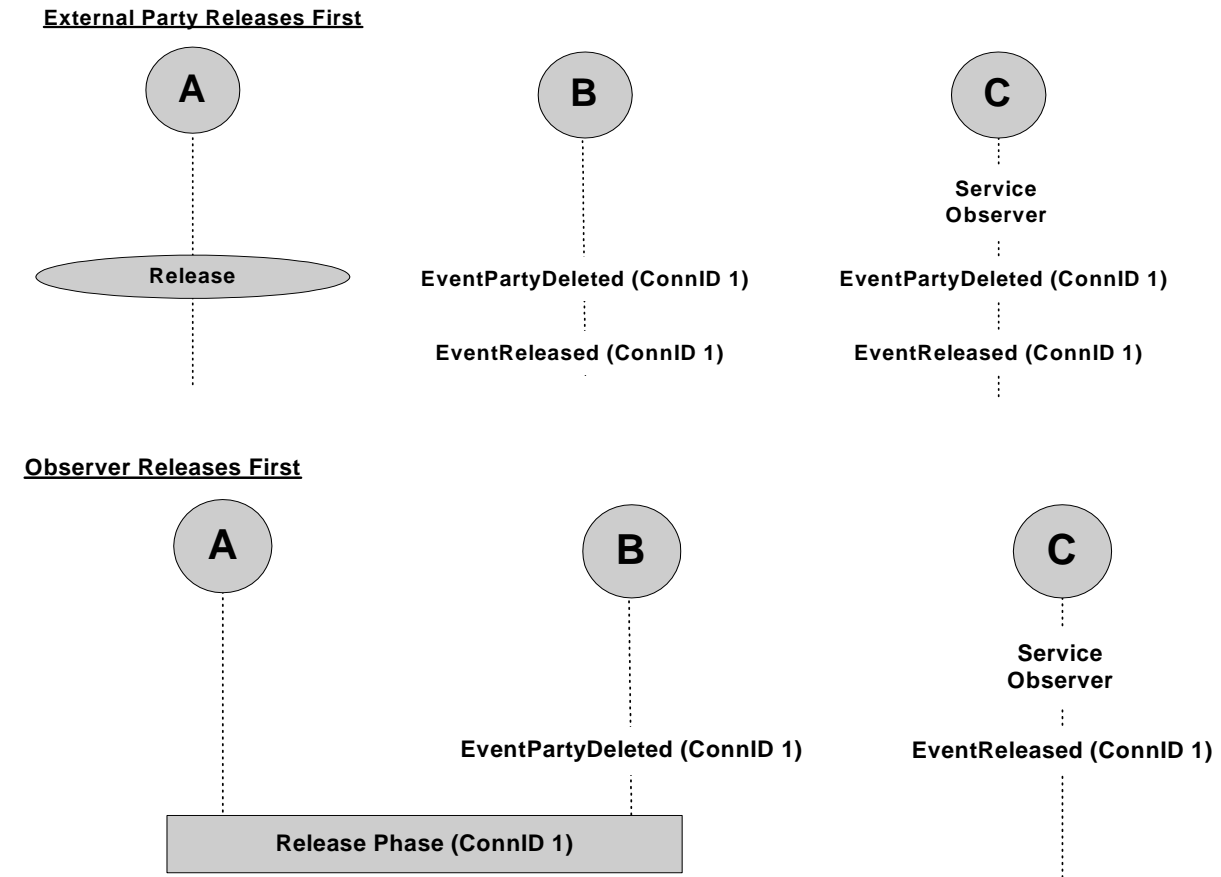 External Party Releases First
A
B
C
Service
Observer
Release
EventPartyDeleted (ConnID 1)
EventPartyDeleted (ConnID 1)
EventReleased (ConnID 1)
EventReleased (ConnID 1)
Observer Releases First
A
B
C
Service
Observer
EventPartyDeleted (ConnID 1)
EventReleased (ConnID 1)
Release Phase (ConnID 1)